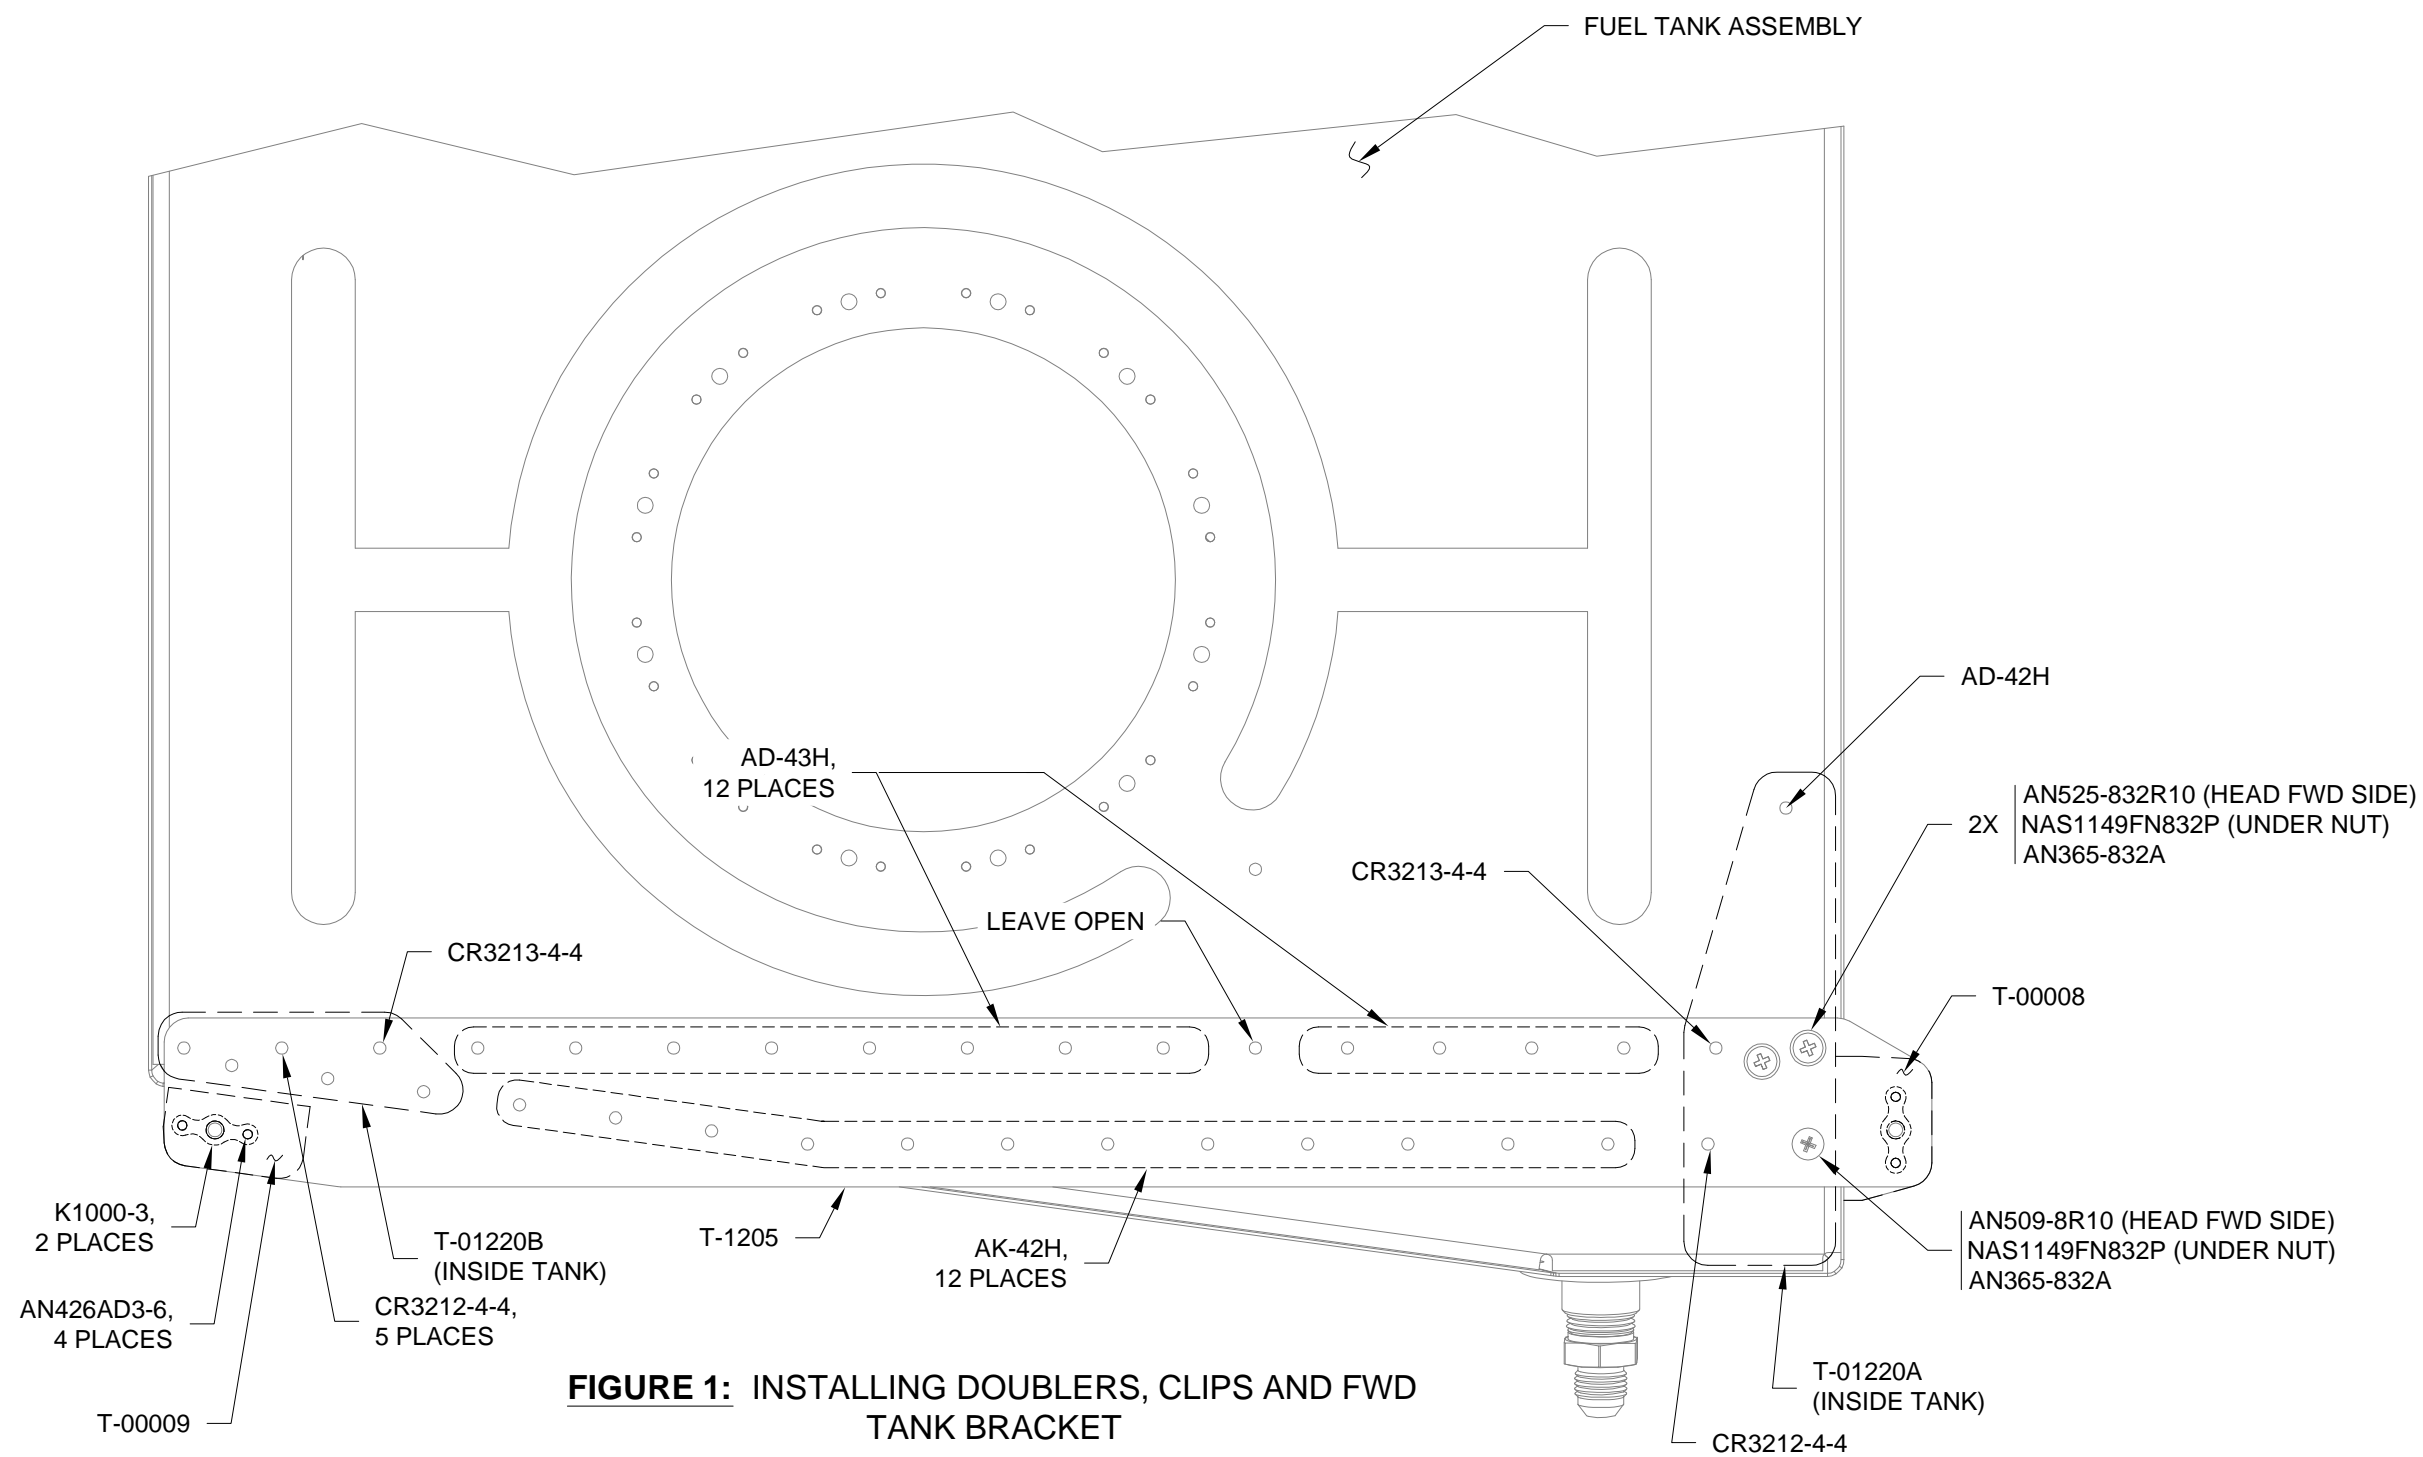 FUEL TANK ASSEMBLY
AD-42H
AD-43H,
12 PLACES
2X
AN525-832R10 (HEAD FWD SIDE)
NAS1149FN832P (UNDER NUT)
AN365-832A
CR3213-4-4
LEAVE OPEN
CR3213-4-4
T-00008
K1000-3,
2 PLACES
T-01220B
(INSIDE TANK)
T-1205
AK-42H,
12 PLACES
AN509-8R10 (HEAD FWD SIDE)
NAS1149FN832P (UNDER NUT)
AN365-832A
AN426AD3-6,
4 PLACES
CR3212-4-4,
5 PLACES
T-01220A
(INSIDE TANK)
T-00009
CR3212-4-4
FIGURE 1: INSTALLING DOUBLERS, CLIPS AND FWD
TANK BRACKET